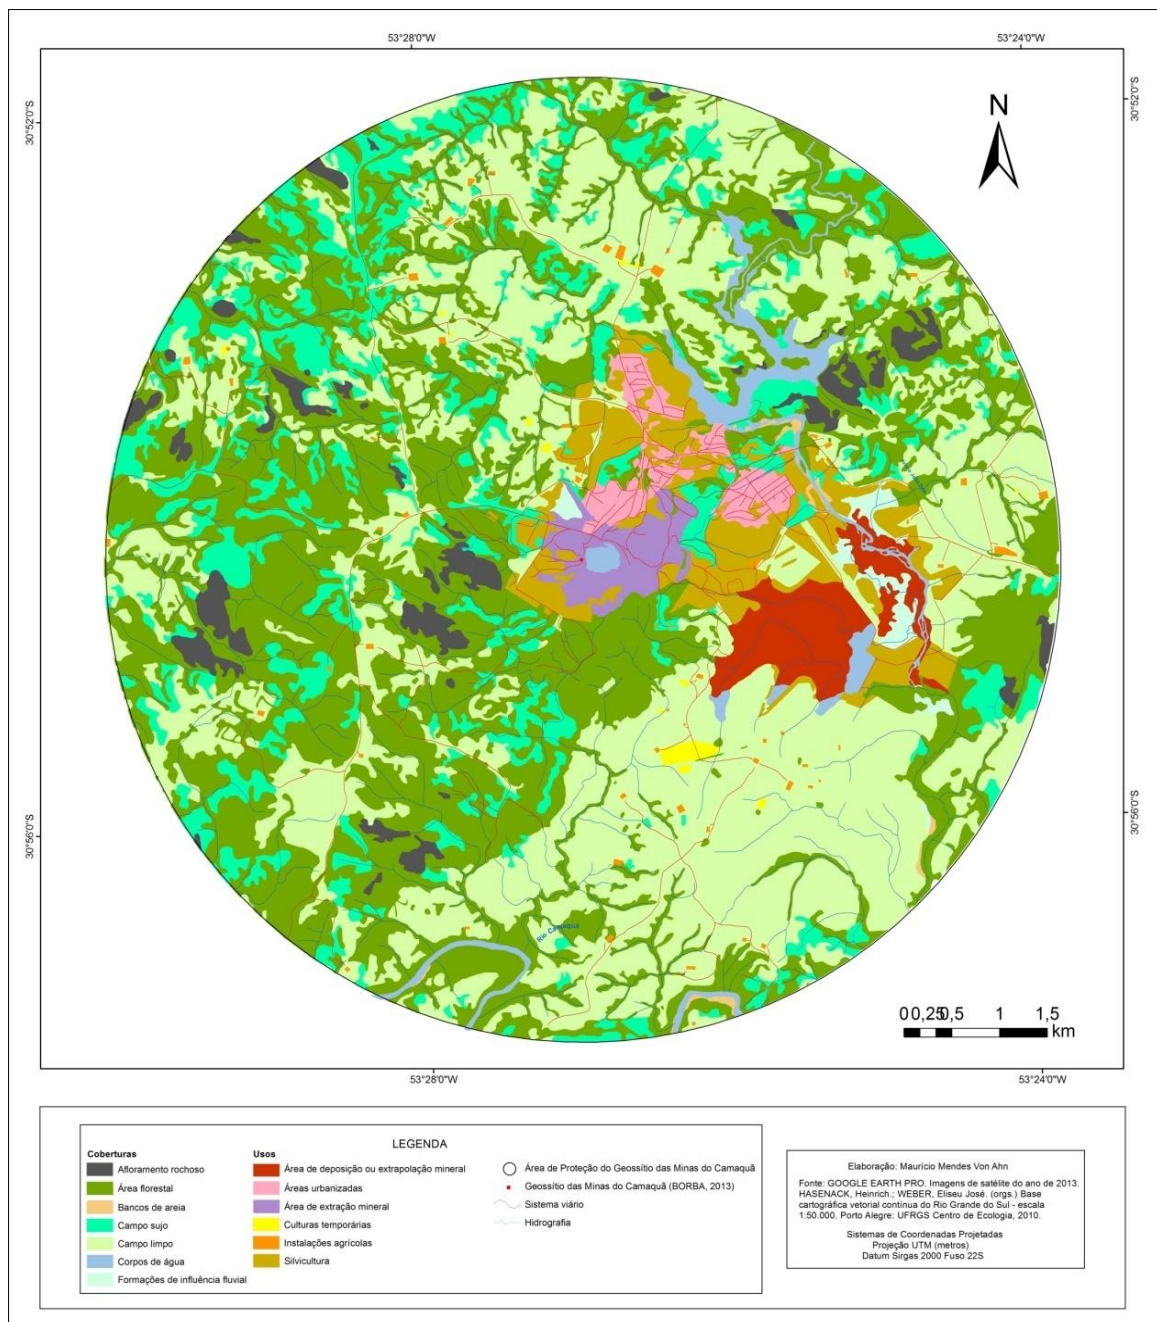 53°28'0"W
53°24'0"W
30°52'0"S
30°52'0"S
N
30°56'0"S
30°56'0"S
Rio Camaquã
0 0,25 0,5 1 1,5
km
53°28'0"W
53°24'0"W
LEGENDA
Coberturas
Afloramento rochoso
Área florestal
Bancos de areia
Campo sujo
Campo limpo
Corpos de água
Formações de influência fluvial
Usos
Área de deposição ou extrapolação mineral
Áreas urbanizadas
Área de extração mineral
Culturas temporárias
Instalações agrícolas
Silvicultura
Área de Proteção do Geossítio das Minas do Camaquã
Geossítio das Minas do Camaquã (BORBA, 2013)
Sistema viário
Hidrografia
Elaboração: Maurício Mendes Von Ahn
Fonte: GOOGLE EARTH PRO. Imagens de satélite do ano de 2013.
HASENACK, Heinrich.; WEBER, Eliseu José. (orgs.) Base
cartográfica vetorial contínua do Rio Grande do Sul - escala
1:50.000. Porto Alegre: UFRGS Centro de Ecologia, 2010.
Sistemas de Coordenadas Projetadas
Projeção UTM (metros)
Datum Sirgas 2000 Fuso 22S